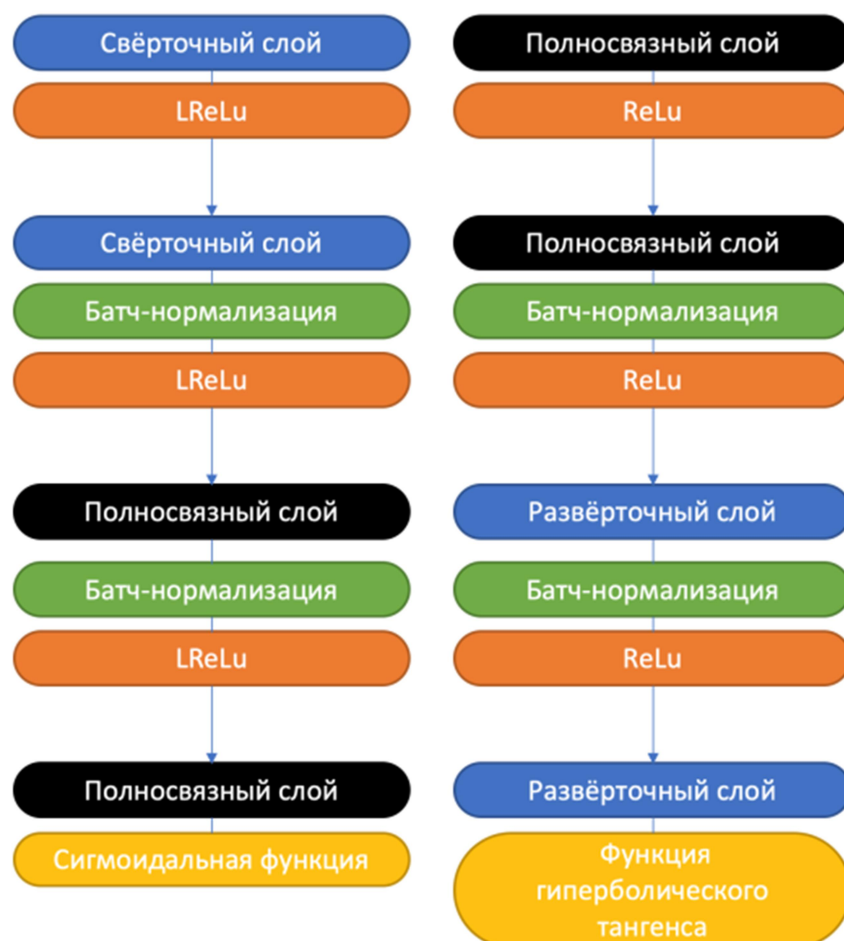 Свёрточный слой
LReLu
Свёрточный слой
Батч-нормализация
LReLu
Полносвязный слой
Батч-нормализация
LReLu
Полносвязный слой
Сигмоидальная функция
Полносвязный слой
ReLu
Полносвязный слой
Батч-нормализация
ReLu
Развёрточный слой
Батч-нормализация
ReLu
Развёрточный слой
Функция
гиперболического
тангенса